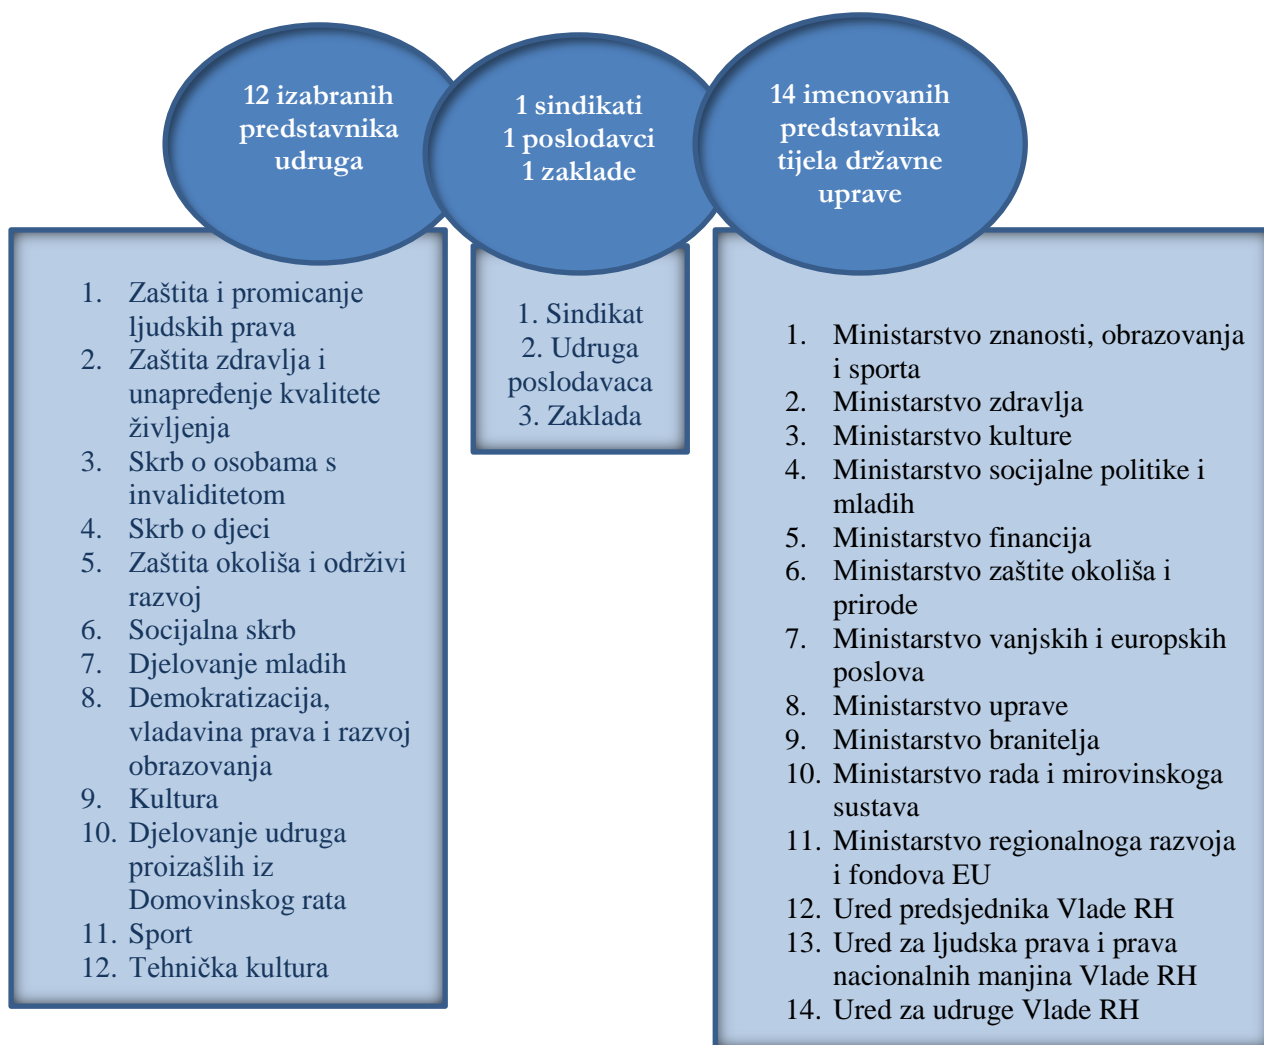 12 izabranih
predstavnika
udruga
1 sindikati
1 poslodavci
1 zaklade
14 imenovanih
predstavnika
tijela državne
uprave
1. Zaštita i promicanje
ljudskih prava
2. Zaštita zdravlja i
unapređenje kvalitete
življenja
3. Skrb o osobama s
invaliditetom
4. Skrb o djeci
5. Zaštita okoliša i održivi
razvoj
6. Socijalna skrb
7. Djelovanje mladih
8. Demokratizacija,
vladavina prava i razvoj
obrazovanja
9. Kultura
10. Djelovanje udruga
proizašlih iz
Domovinskog rata
11. Sport
12. Tehnička kultura
1. Sindikat
2. Udruga
poslodavaca
3. Zaklada
1. Ministarstvo znanosti, obrazovanja
i sporta
2. Ministarstvo zdravlja
3. Ministarstvo kulture
4. Ministarstvo socijalne politike i
mladih
5. Ministarstvo financija
6. Ministarstvo zaštite okoliša i
prirode
7. Ministarstvo vanjskih i europskih
poslova
8. Ministarstvo uprave
9. Ministarstvo branitelja
10. Ministarstvo rada i mirovinskoga
sustava
11. Ministarstvo regionalnoga razvoja
i fondova EU
12. Ured predsjednika Vlade RH
13. Ured za ljudska prava i prava
nacionalnih manjina Vlade RH
14. Ured za udruge Vlade RH